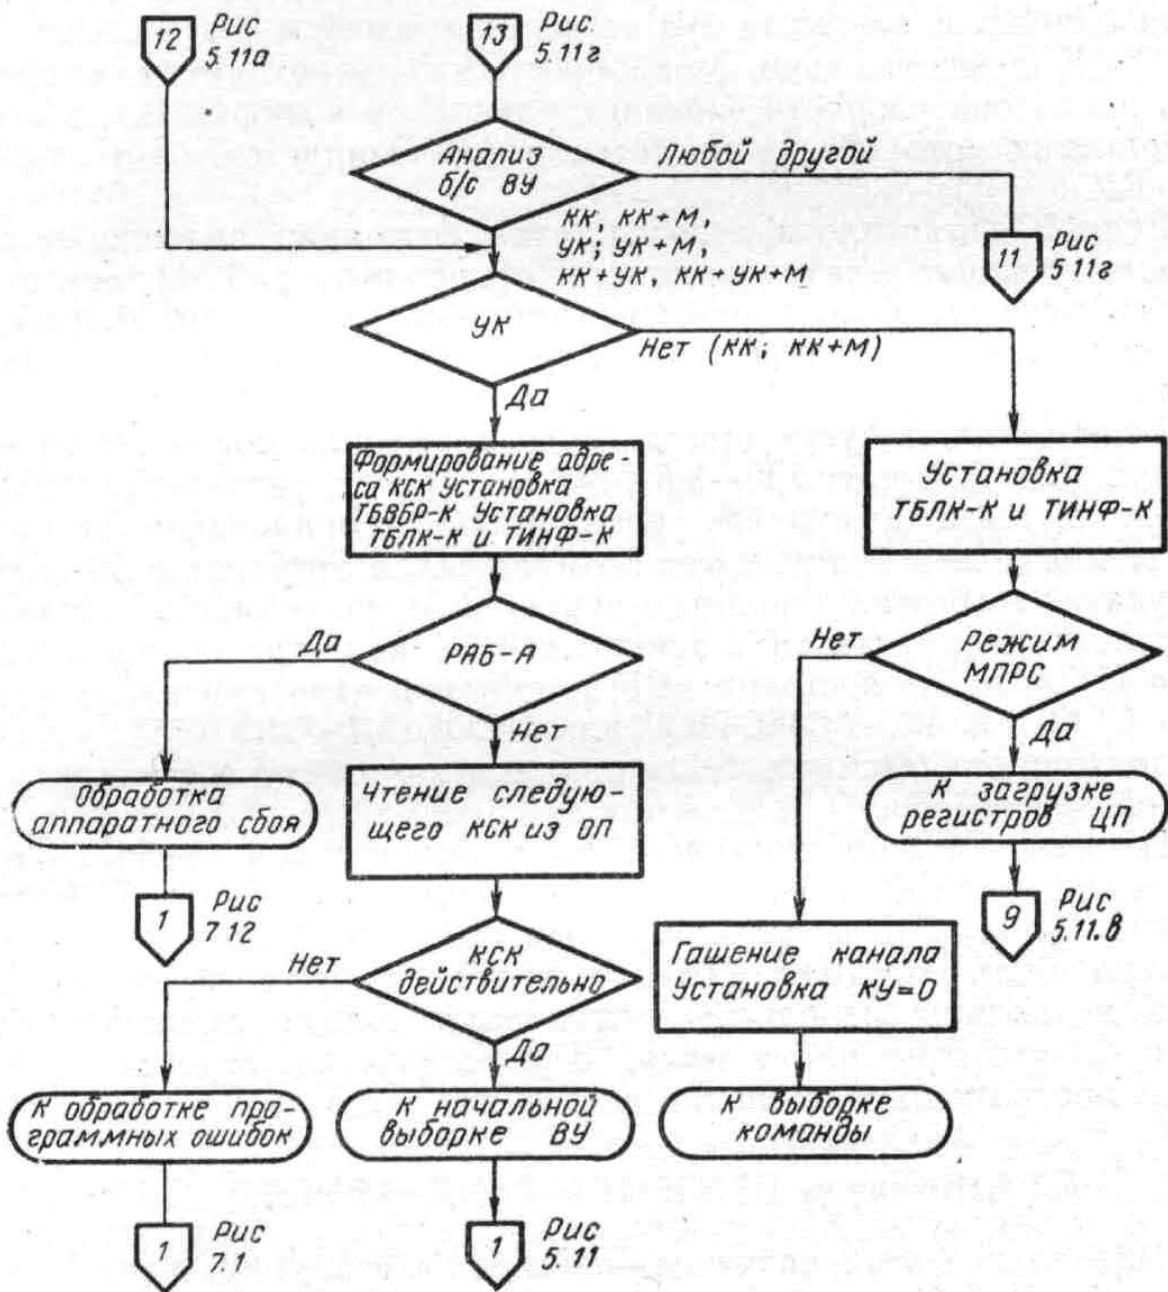 12
Рис
5.11а
13
Рис
5.11г
Анализ
б/с ВУ
Любой другой
КК, КК+М,
УК; УК+М,
КК+УК, КК+УК+М
11
Рис
5.11г
УК
Нет (КК; КК+М)
Да
Формирование адре-
са КСК Установка
ТБВБР-К Установка
ТБЛК-К и ТИНФ-К
Установка
ТБЛК-К и ТИНФ-К
Да
РАБ-А
Нет
Нет
Режим
МПРС
Да
Обработка
аппаратного сбоя
Чтение следую-
щего КСК из ОП
К загрузке
регистров ЦП
1
Рис
7 12
9
Рис
5.11.в
Нет
КСК
действительно
Да
Гашение канала
Установка КУ=0
К обработке про-
граммных ошибок
К начальной
выборке ВУ
К выборке
команды
1
Рис
7.1
1
Рис
5.11